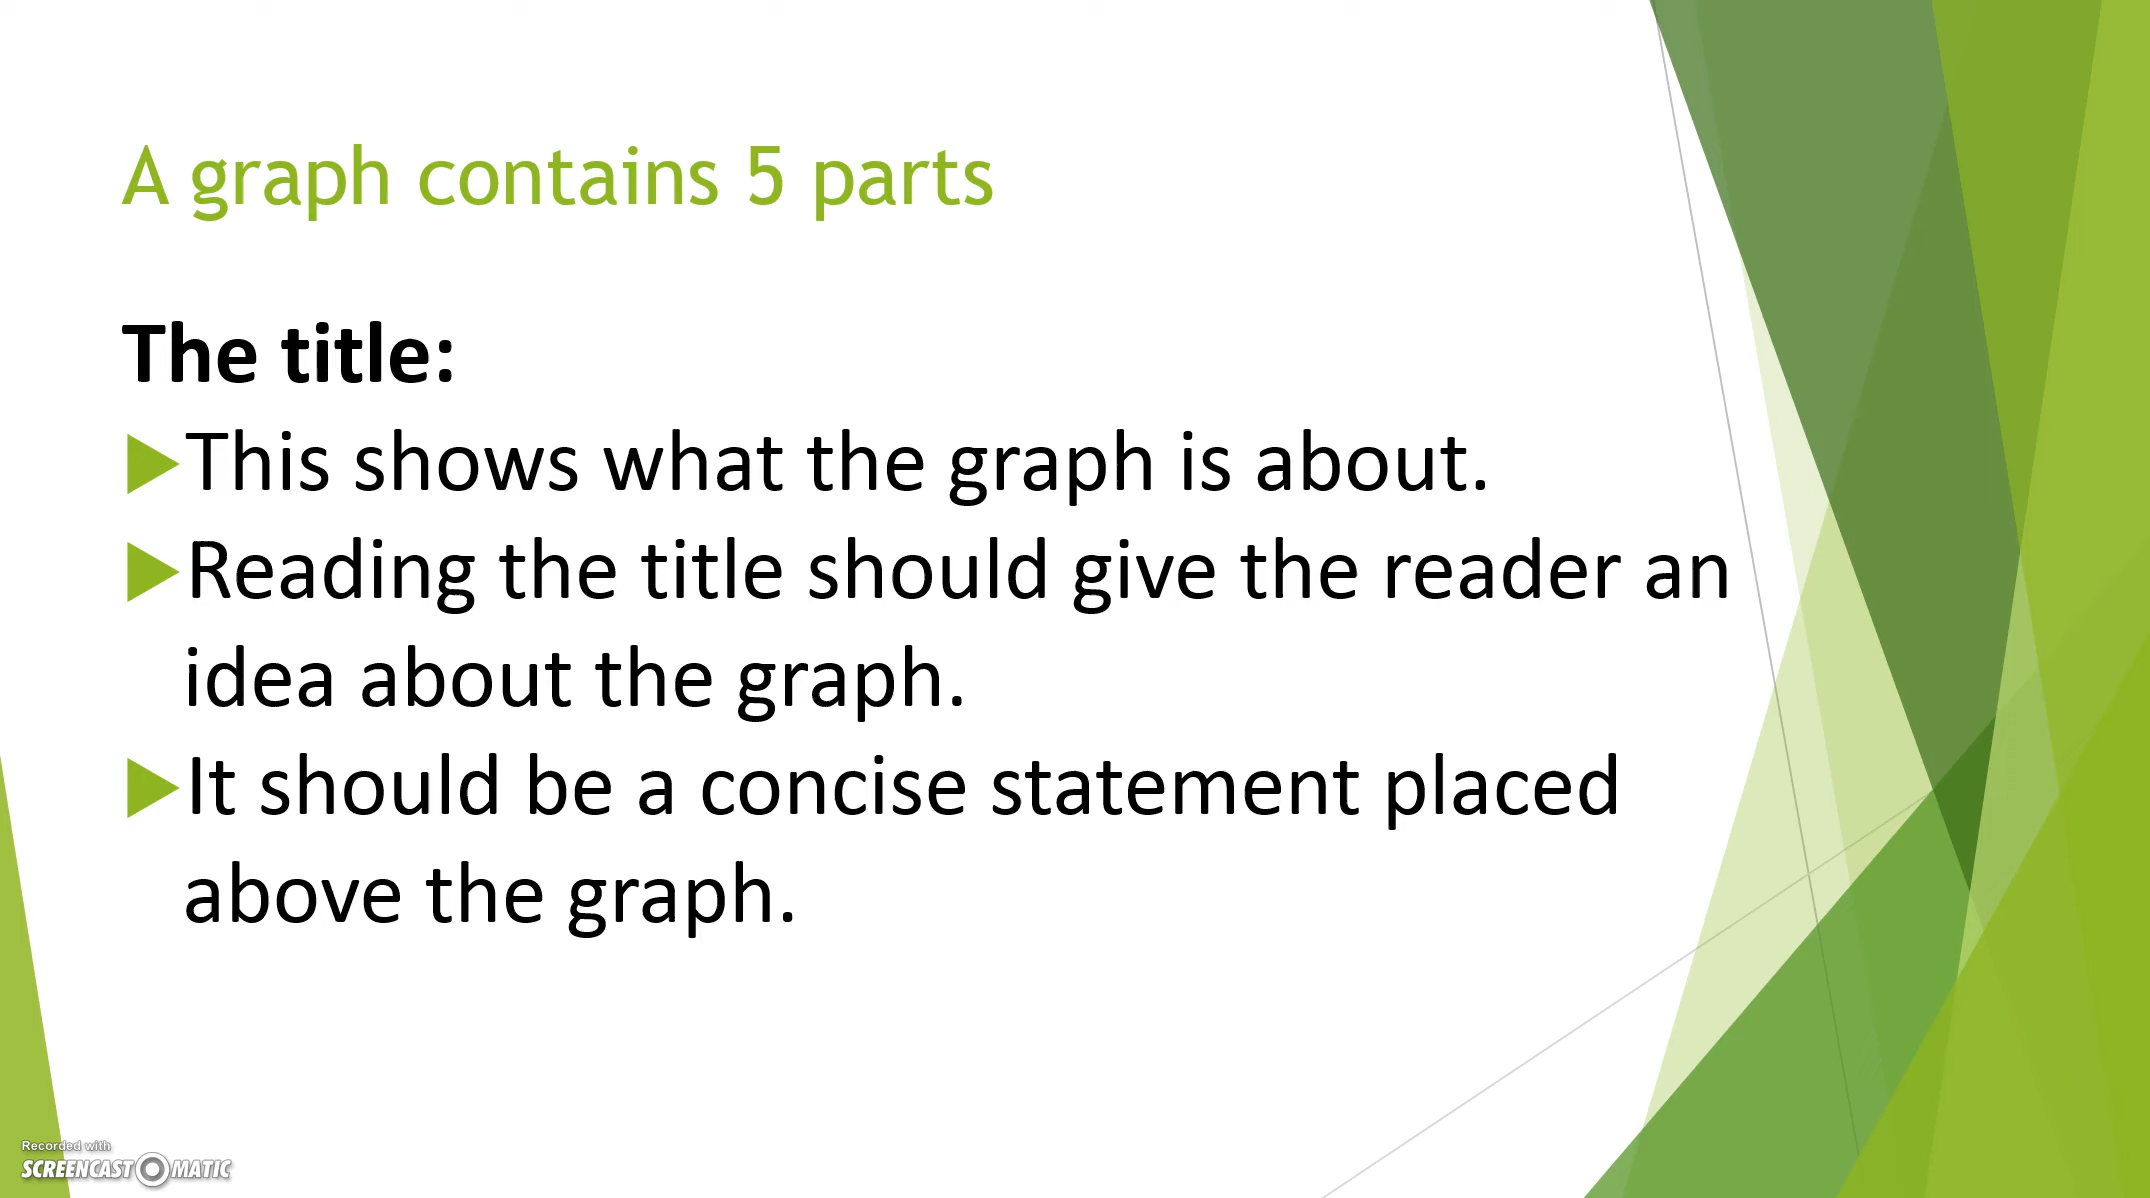 A graph contains 5 parts
The title:
This shows what the graph is about.
Reading the title should give the reader an
idea about the graph.
It should be a concise statement placed
above the graph.
Recorded with
SCREENCAST MATIC